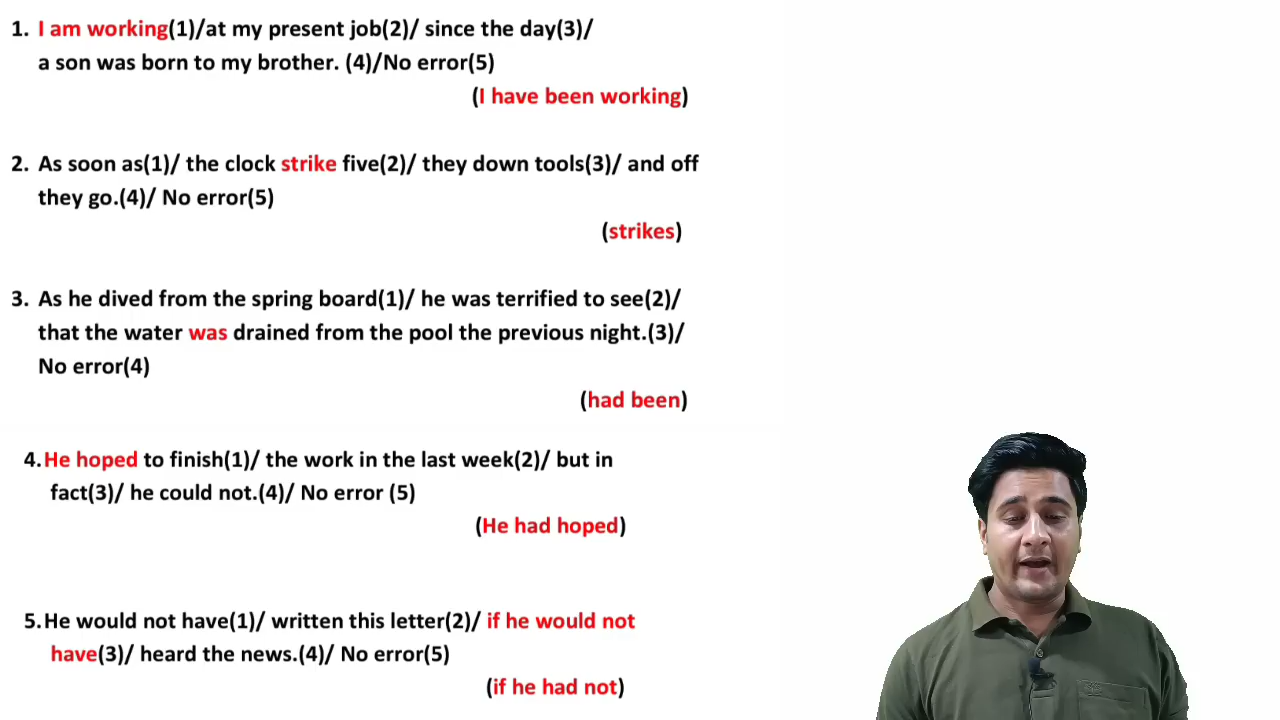 1. I am working(1)/at my present job(2)/ since the day(3)/
a son was born to my brother. (4)/No error(5)
(I have been working)
2. As soon as(1)/ the clock strike five(2)/ they down tools(3)/ and off
they go.(4)/ No error(5)
(strikes)
3. As he dived from the spring board(1)/ he was terrified to see(2)/
that the water was drained from the pool the previous night.(3)/
No error(4)
(had been)
4.He hoped to finish(1)/ the work in the last week(2)/ but in
fact(3)/ he could not.(4)/ No error (5)
(He had hoped)
5.He would not have(1)/ written this letter(2)/ if he would not
have(3)/ heard the news.(4)/ No error(5)
(if he had not)